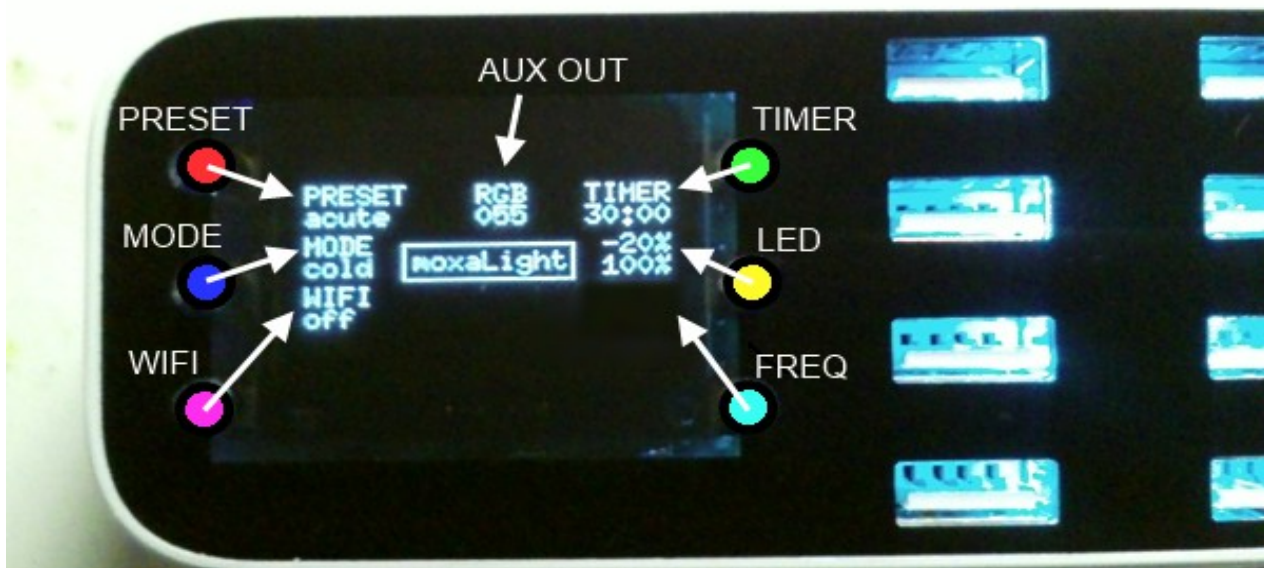 AUX OUT
PRESET
TIMER
PRESET
acute
RGB
055
TIMER
30:00
MODE
LED
MODE
cold
moxaLight
-20%
100%
WIFI
off
WIFI
FREQ